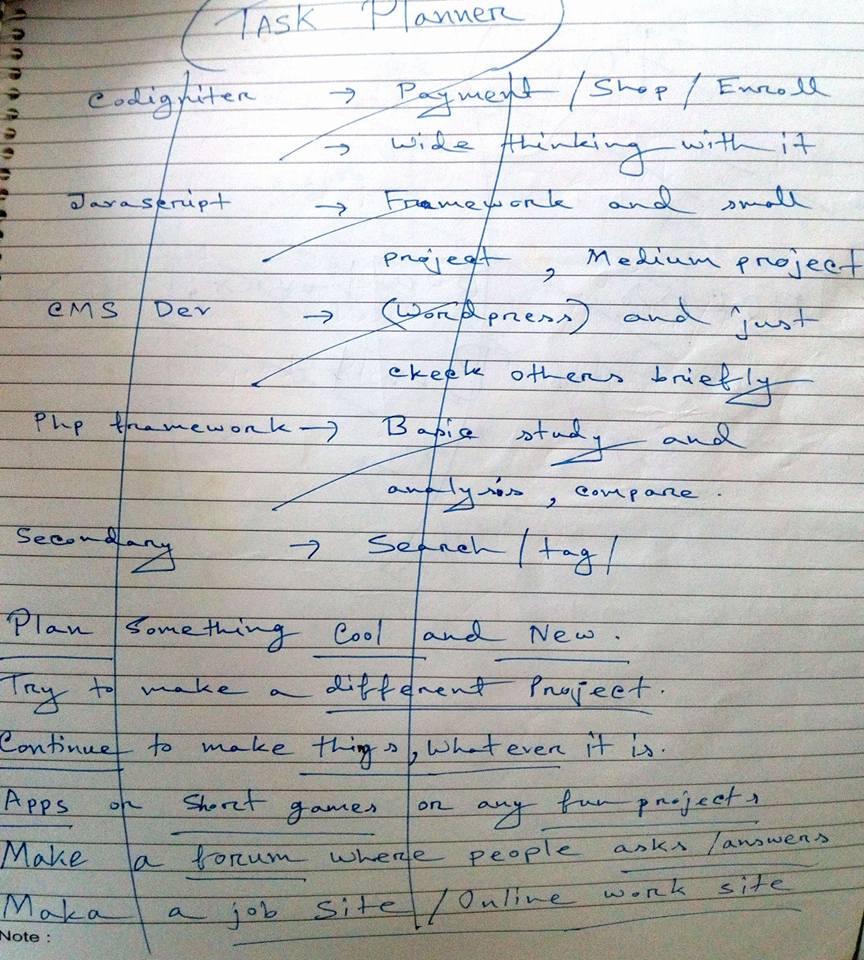 Task Planner
Codigniter → Payment / Shop / Enroll
→ Wide thinking with it
Javascript → Framework and small
project, Medium project
CMS Dev → (Wordpress) and just
ckeck others briefly
Php framework → Basic study and
analysis, compare.
Secondary → Search / tag /
Plan Something Cool and New.
Try to make a different Project.
Continue to make things, whatever it is.
Apps or Short games or any fun projects
Make a forum where people asks / answers
Maka a job site / Online work site
Note :